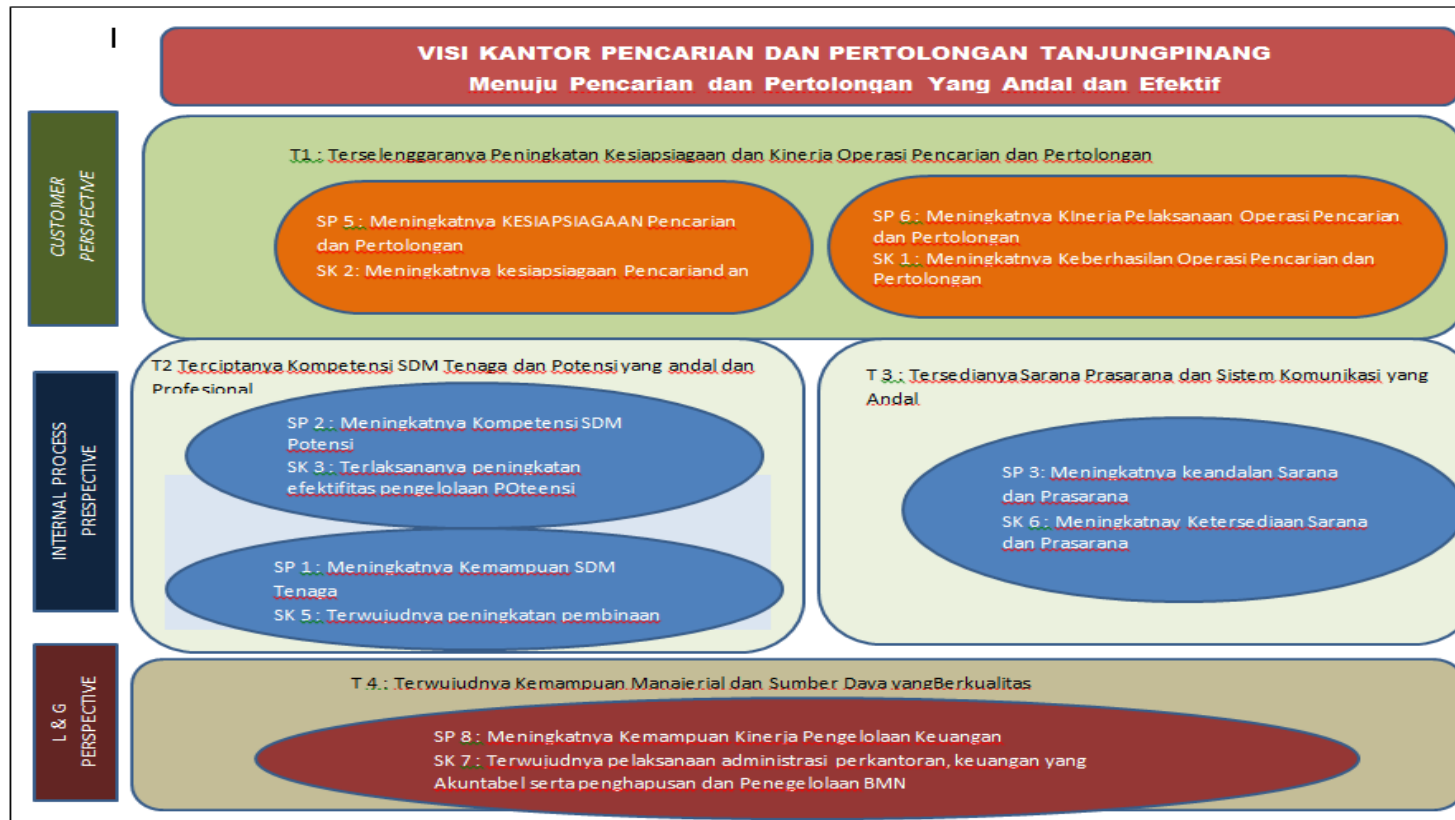 I
VISI KANTOR PENCARIAN DAN PERTOLONGAN TANJUNGPINANG
Menuju Pencarian dan Pertolongan Yang Andal dan Efektif
CUSTOMER
PERSPECTIVE
T1 : Terselenggaranya Peningkatan Kesiapsiagaan dan Kinerja Operasi Pencarian dan Pertolongan
SP 5 : Meningkatnya KESIAPSIAGAAN Pencarian
dan Pertolongan
SK 2: Meningkatnya kesiapsiagaan Pencariand an
SP 6 : Meningkatnya KInerja Pelaksanaan Operasi Pencarian
dan Pertolongan
SK 1 : Meningkatnya Keberhasilan Operasi Pencarian dan
Pertolongan
INTERNAL PROCESS
PRESPECTIVE
T2 Terciptanya Kompetensi SDM Tenaga dan Potensi yang andal dan
Profesional
SP 2 : Meningkatnya Kompetensi SDM
Potensi
SK 3 : Terlaksananya peningkatan
efektifitas pengelolaan POteensi
SP 1 : Meningkatnya Kemampuan SDM
Tenaga
SK 5 : Terwujudnya peningkatan pembinaan
T 3 : Tersedianya Sarana Prasarana dan Sistem Komunikasi yang
Andal
SP 3: Meningkatnya keandalan Sarana
dan Prasarana
SK 6 : Meningkatnay Ketersediaan Sarana
dan Prasarana
L & G
PERSPECTIVE
T 4 : Terwujudnya Kemampuan Manajerial dan Sumber Daya yangBerkualitas
SP 8 : Meningkatnya Kemampuan Kinerja Pengelolaan Keuangan
SK 7 : Terwujudnya pelaksanaan administrasi perkantoran, keuangan yang
Akuntabel serta penghapusan dan Penegelolaan BMN